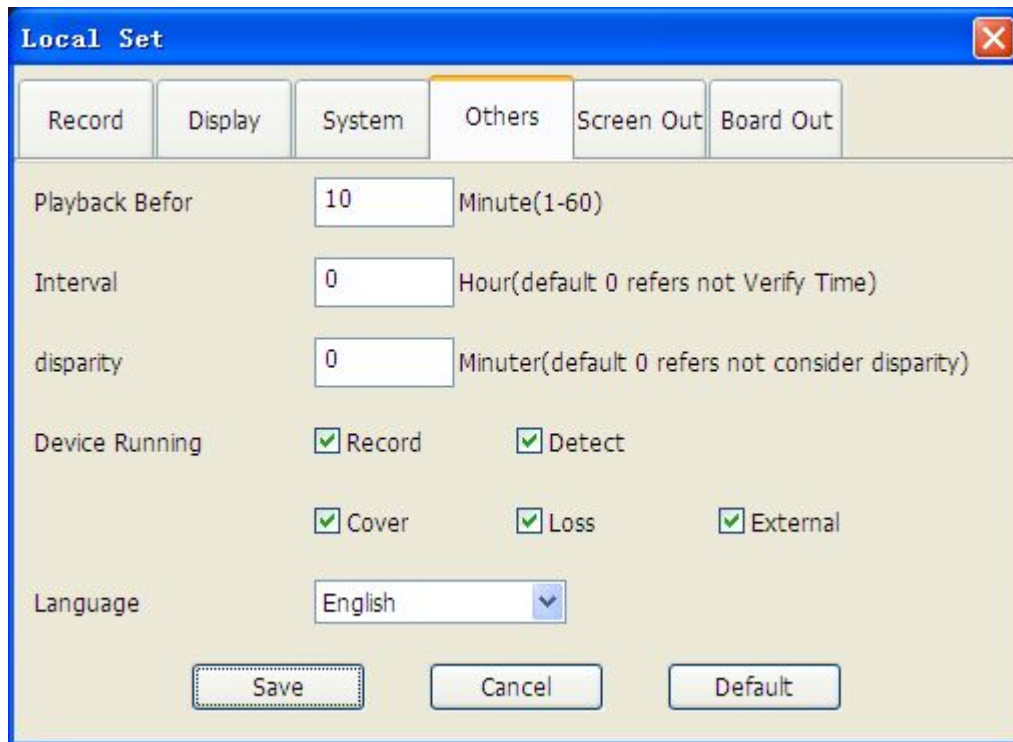 Local Set
Record Display System Others Screen Out Board Out
Playback Befor 10 Minute(1-60)
Interval 0 Hour(default 0 refers not Verify Time)
disparity 0 Minuter(default 0 refers not consider disparity)
Device Running Record Detect
Cover Loss External
Language English
Save Cancel Default